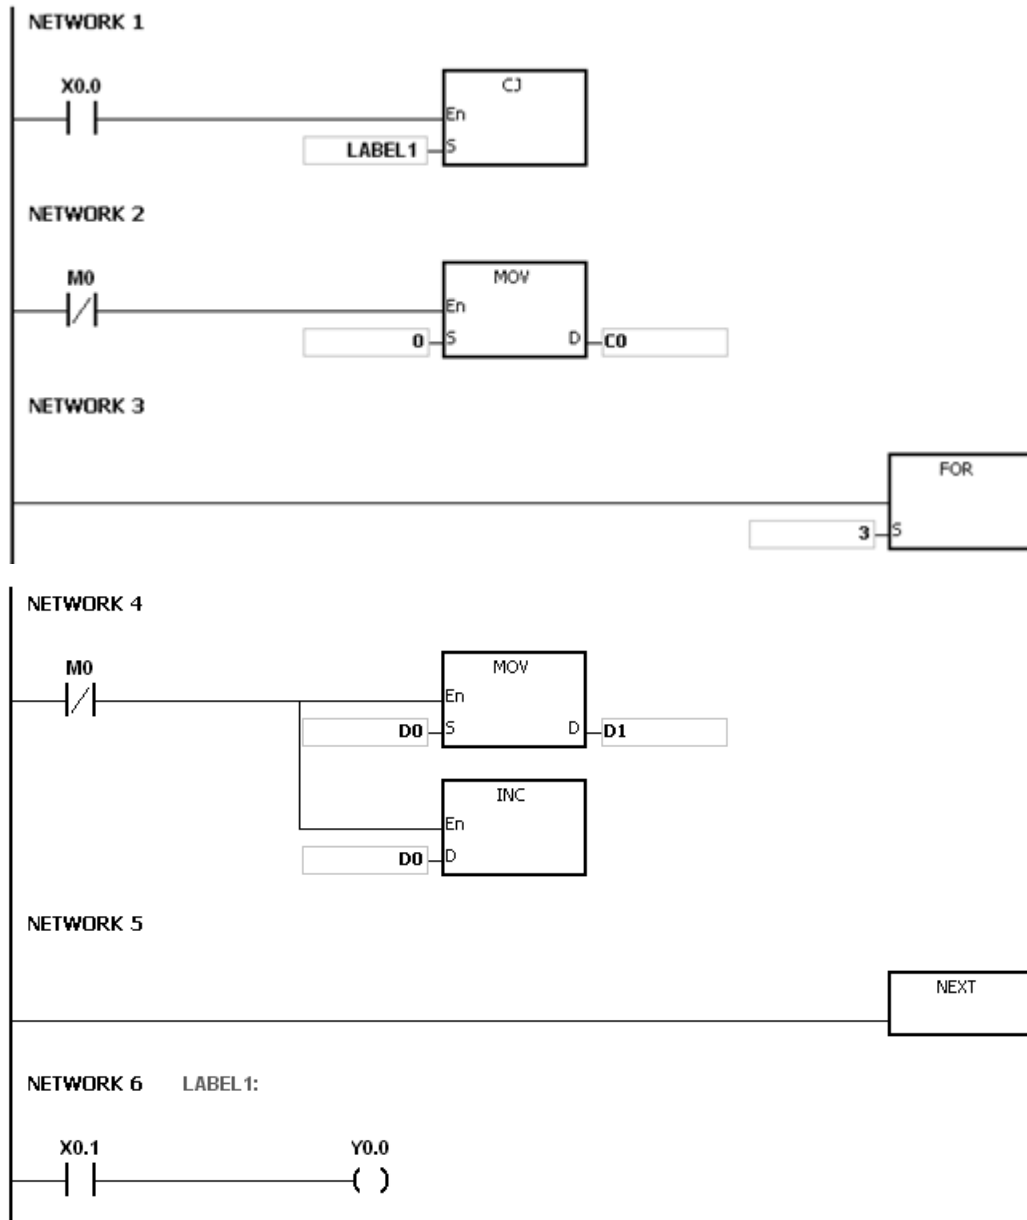 NETWORK 1
X0.0
CJ
En
LABEL1 S
NETWORK 2
M0
MOV
En
0 S D C0
NETWORK 3
FOR
3 S
NETWORK 4
M0
MOV
En
D0 S D D1
INC
En
D0 D
NETWORK 5
NEXT
NETWORK 6 LABEL1:
X0.1 Y0.0